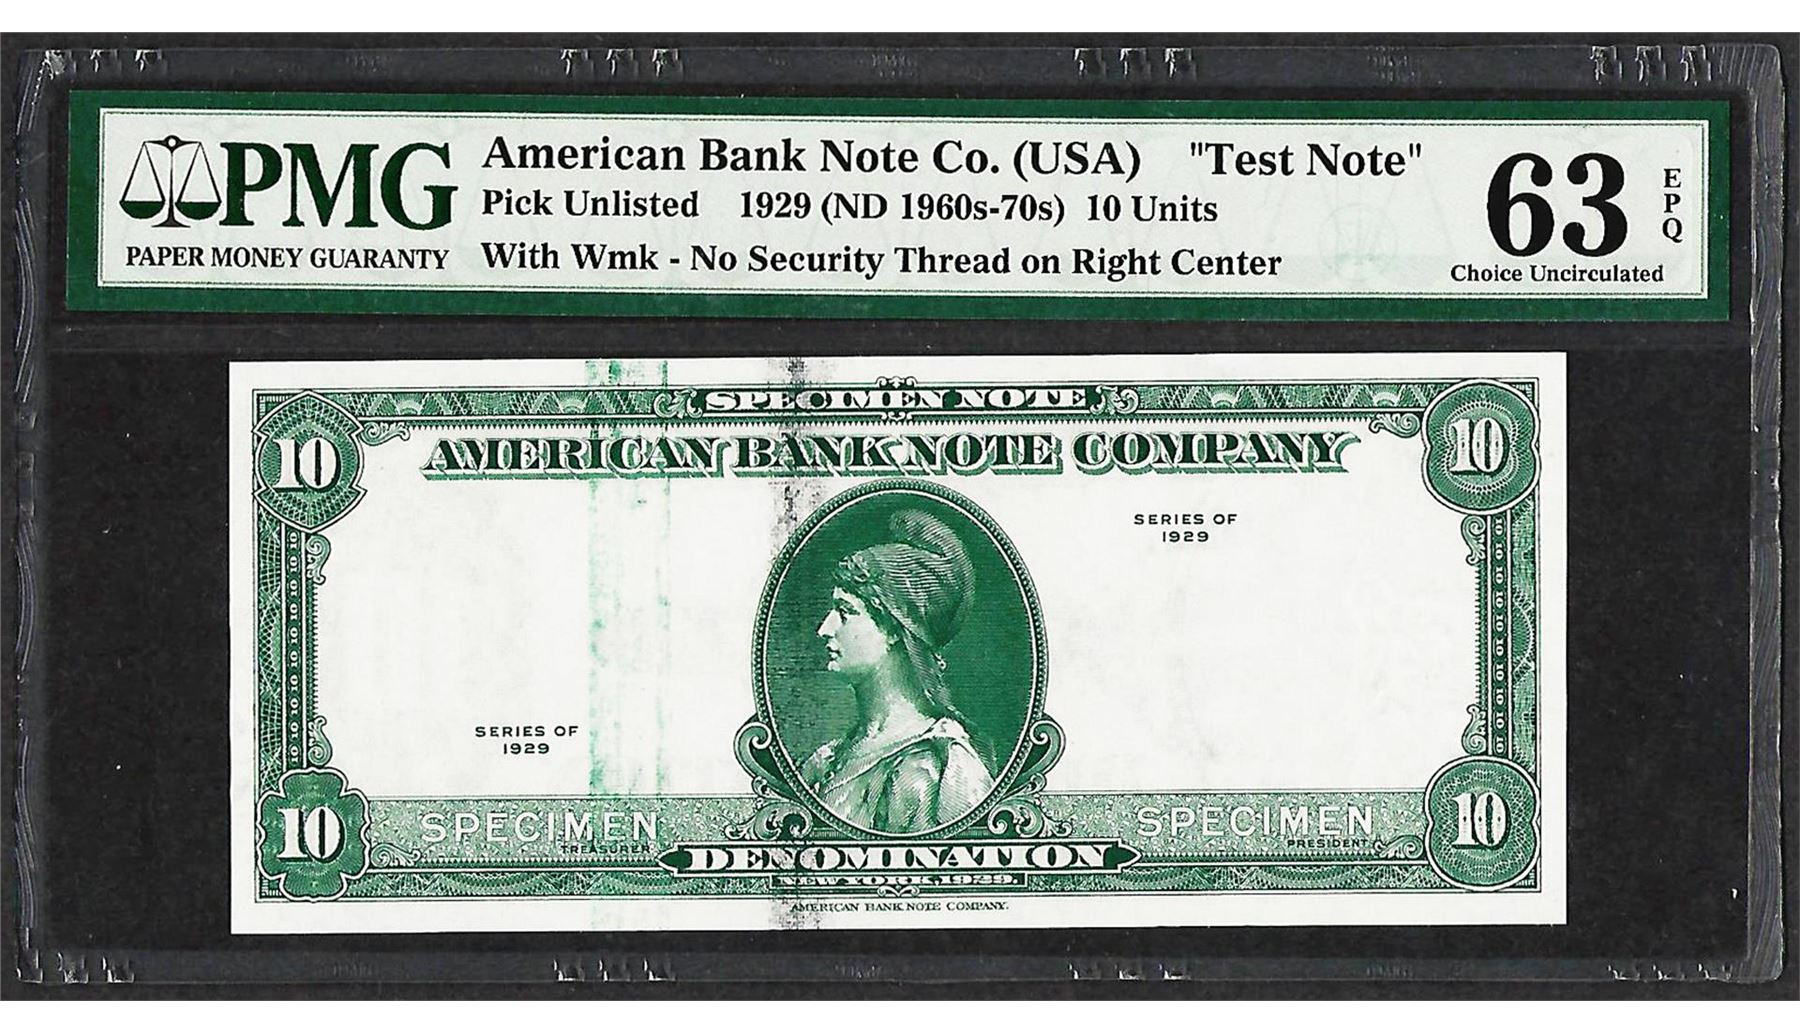 PMG
PAPER MONEY GUARANTY
American Bank Note Co. (USA) "Test Note"
Pick Unlisted 1929 (ND 1960s-70s) 10 Units
With Wmk - No Security Thread on Right Center
63
EPQ
Choice Uncirculated
SPECIMEN NOTE
10 10
AMERICAN BANK NOTE COMPANY
SERIES OF
1929
SERIES OF
1929
10 10
SPECIMEN SPECIMEN
TREASURER PRESIDENT
DENOMINATION
NEW YORK, 1929.
AMERICAN BANK NOTE COMPANY.